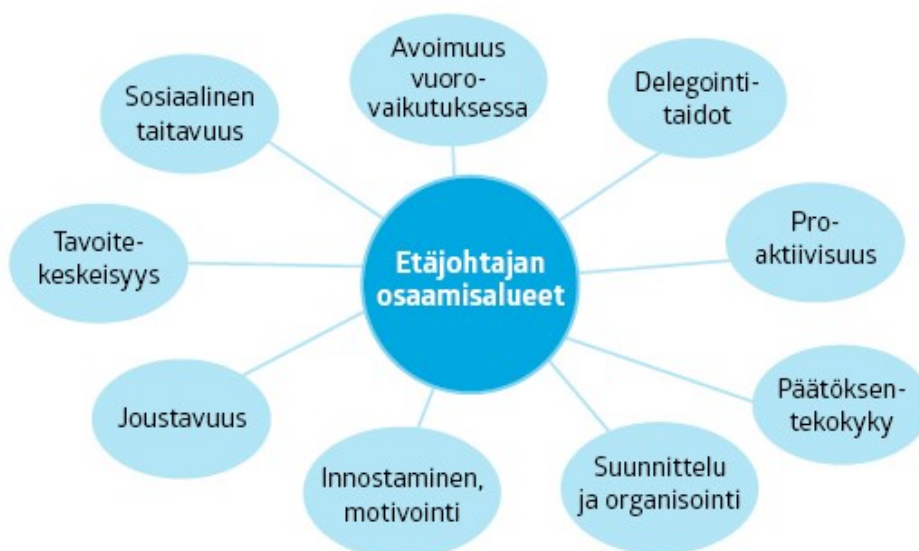 Avoimuus
vuoro-
vaikutuksessa
Delegointi-
taidot
Pro-
aktiivisuus
Päätöksen-
tekokyky
Suunnittelu
ja organisointi
Innostaminen,
motivointi
Joustavuus
Tavoite-
keskeisyys
Sosiaalinen
taitavuus
Etäjohtajan
osaamisalueet